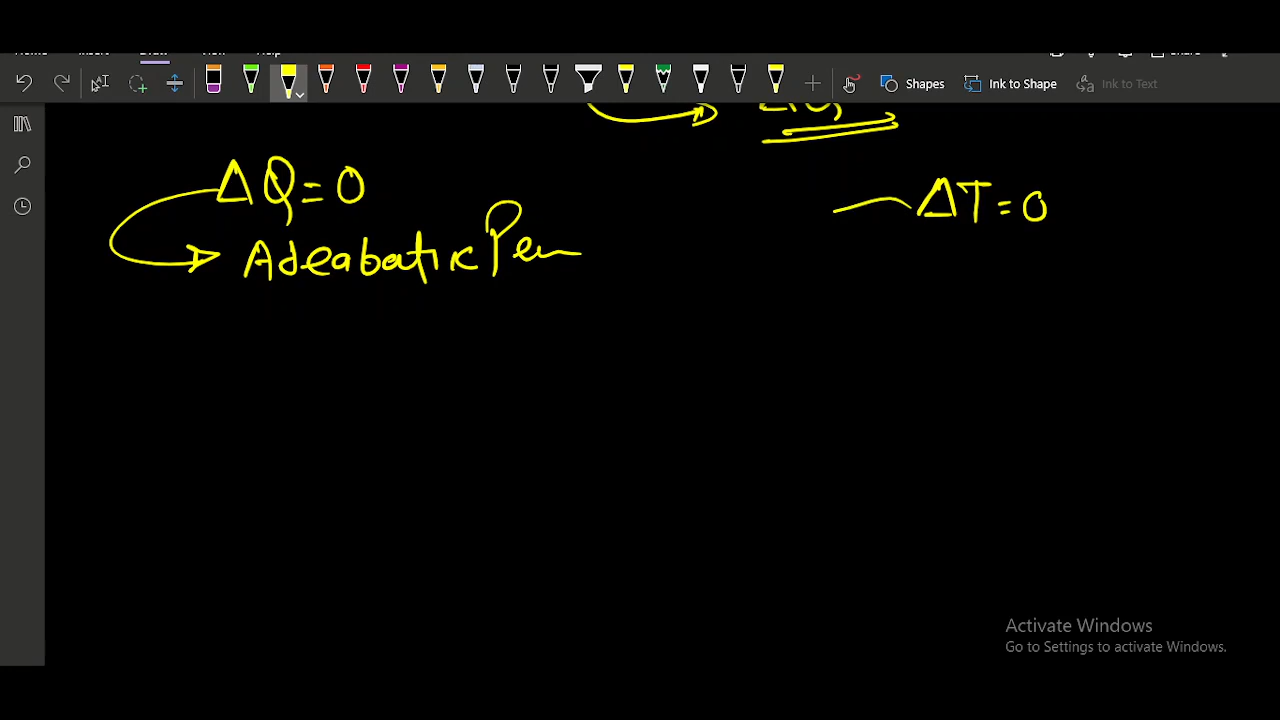 Shapes
Ink to Shape
Ink to Text
ΔQ=0
ΔT=0
Adeabatic
Activate Windows
Go to Settings to activate Windows.